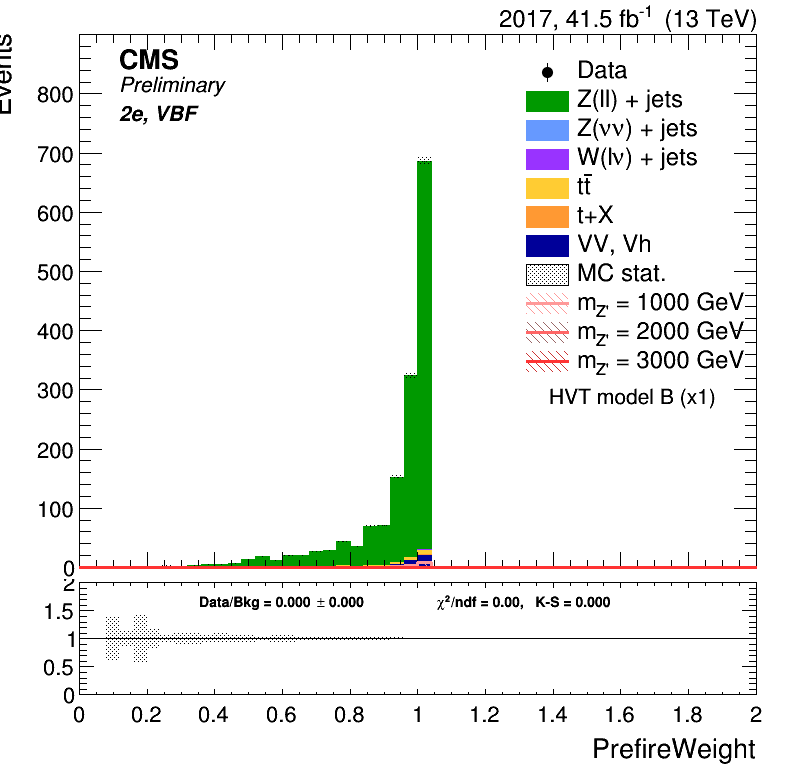 2017, 41.5 fb⁻¹ (13 TeV)
Events
CMS
Preliminary
2e, VBF
Data
Z(ll) + jets
Z(νν) + jets
W(lν) + jets
tt̄
t+X
VV, Vh
MC stat.
m_Z' = 1000 GeV
m_Z' = 2000 GeV
m_Z' = 3000 GeV
HVT model B (x1)
800
700
600
500
400
300
200
100
0
Data/Bkg = 0.000 ± 0.000 χ²/ndf = 0.00, K-S = 0.000
2
1.5
1
0.5
0
0 0.2 0.4 0.6 0.8 1 1.2 1.4 1.6 1.8 2
PrefireWeight